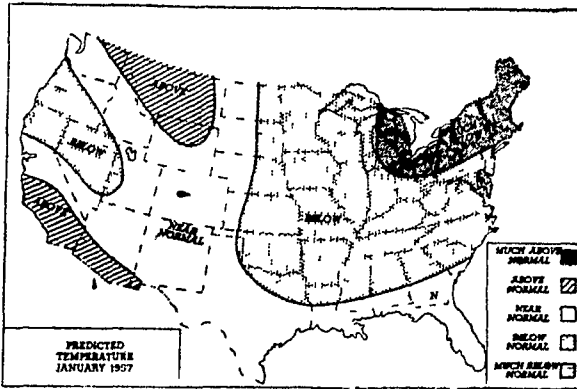 ABOVE
BELOW
ABOVE
NEAR
NORMAL
BELOW
N
MUCH ABOVE
NORMAL
ABOVE
NORMAL
NEAR
NORMAL
BELOW
NORMAL
MUCH BELOW
NORMAL
PREDICTED
TEMPERATURE
JANUARY 1957